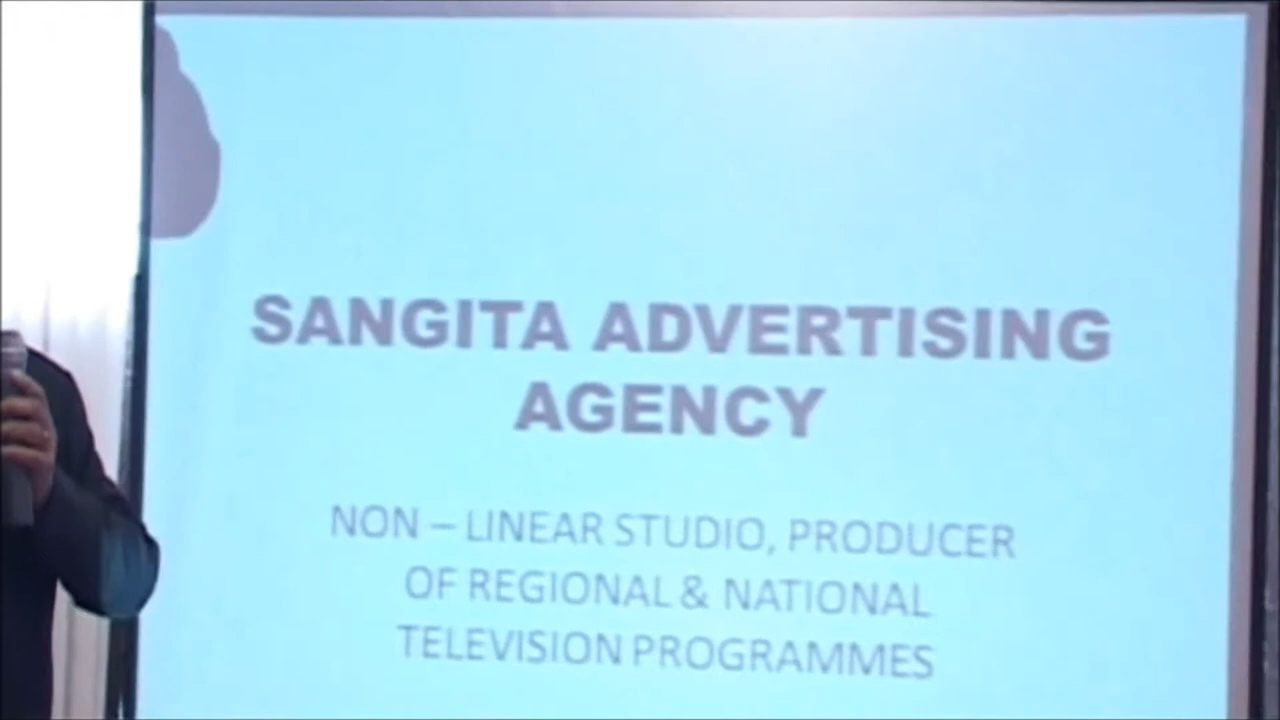 SANGITA ADVERTISING
AGENCY
NON – LINEAR STUDIO, PRODUCER
OF REGIONAL & NATIONAL
TELEVISION PROGRAMMES